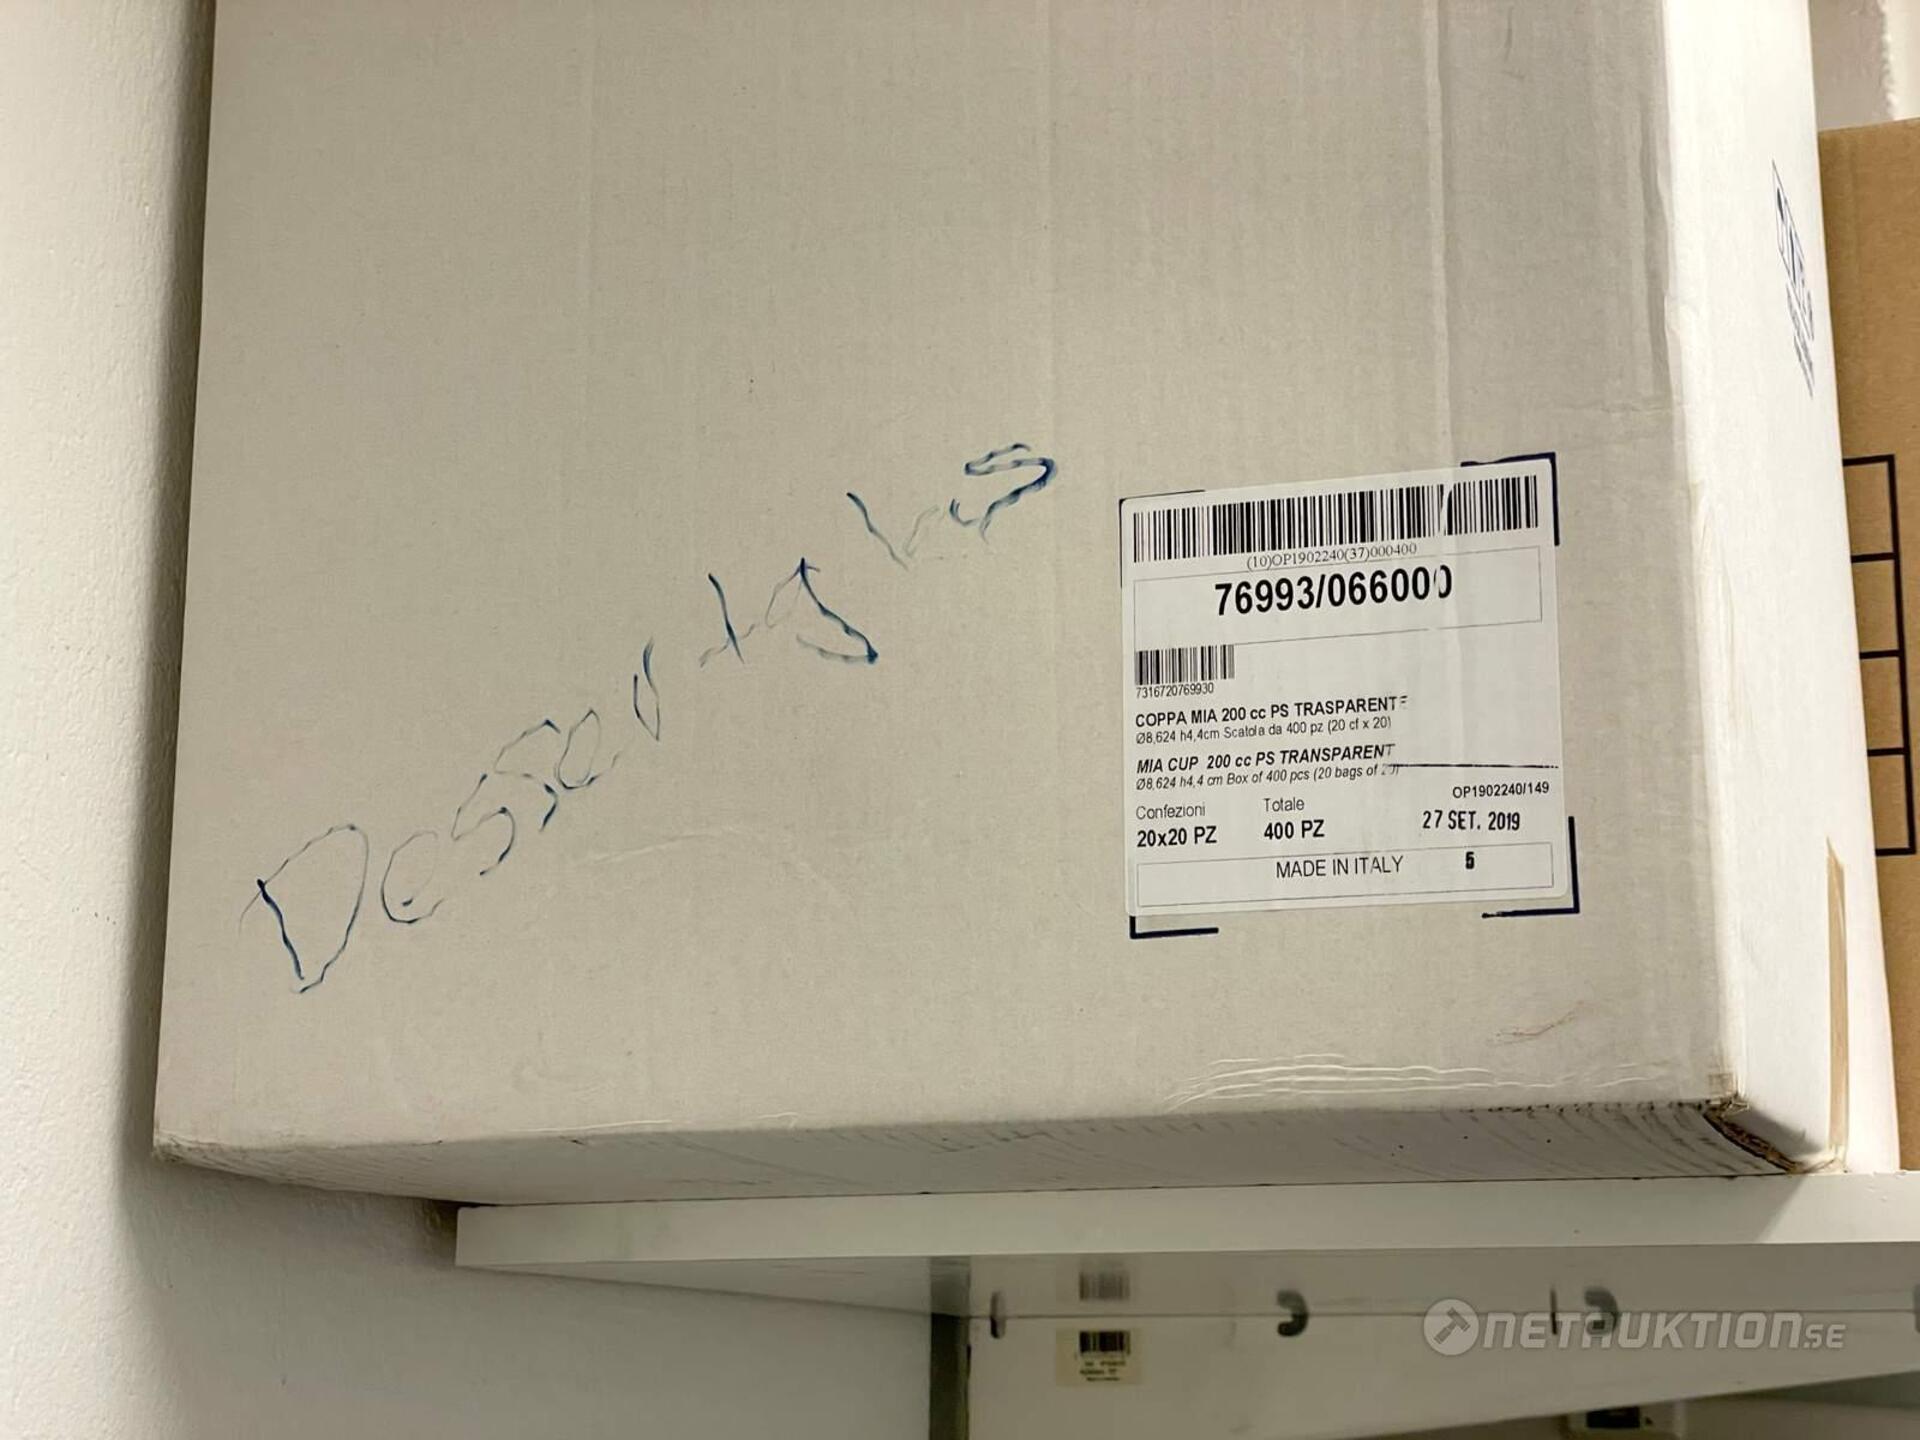 Dessertglas
(10)OP1902240(37)000400
76993/066000
7316720769930
COPPA MIA 200 cc PS TRASPARENTE
Ø8,624 h4,4cm Scatola da 400 pz (20 cf x 20)
MIA CUP 200 cc PS TRANSPARENT
Ø8,624 h4,4 cm Box of 400 pcs (20 bags of 20)
OP1902240/149
Confezioni Totale
20x20 PZ 400 PZ 27 SET. 2019
MADE IN ITALY 5
NETAUKTION.SE